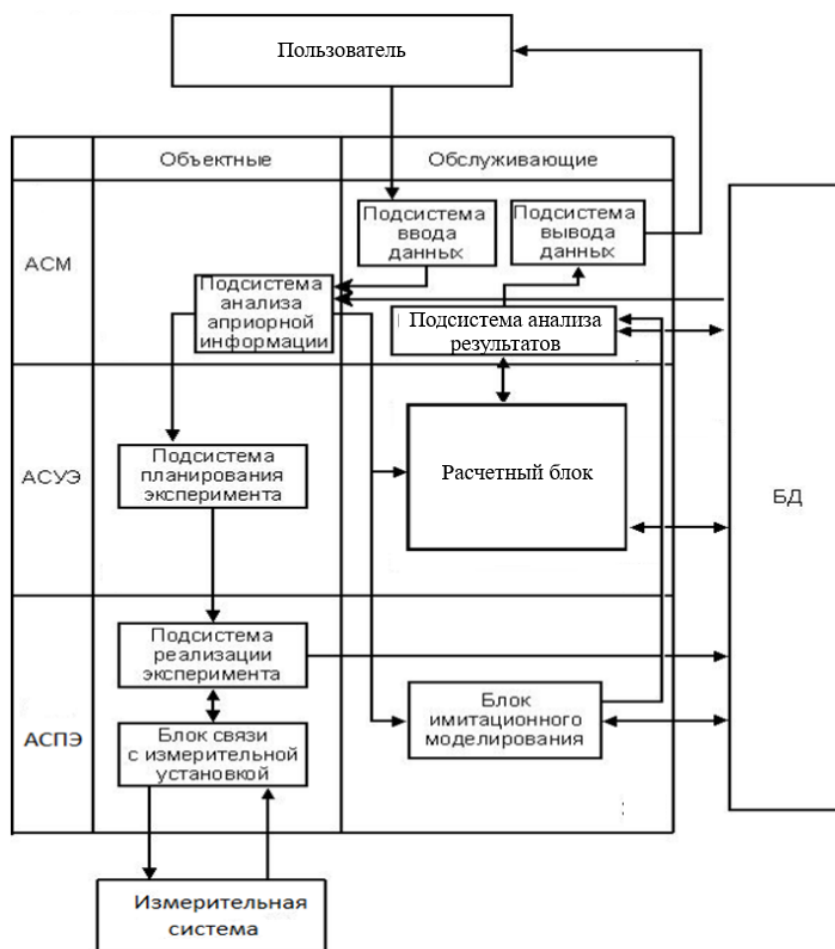 Пользователь
Объектные
Обслуживающие
АСМ
Подсистема
ввода
данных
Подсистема
вывода
данных
Подсистема
анализа
априорной
информации
Подсистема анализа
результатов
АСУЭ
Подсистема
планирования
эксперимента
Расчетный блок
БД
АСПЭ
Подсистема
реализации
эксперимента
Блок
имитационного
моделирования
Блок связи
с измерительной
установкой
Измерительная
система